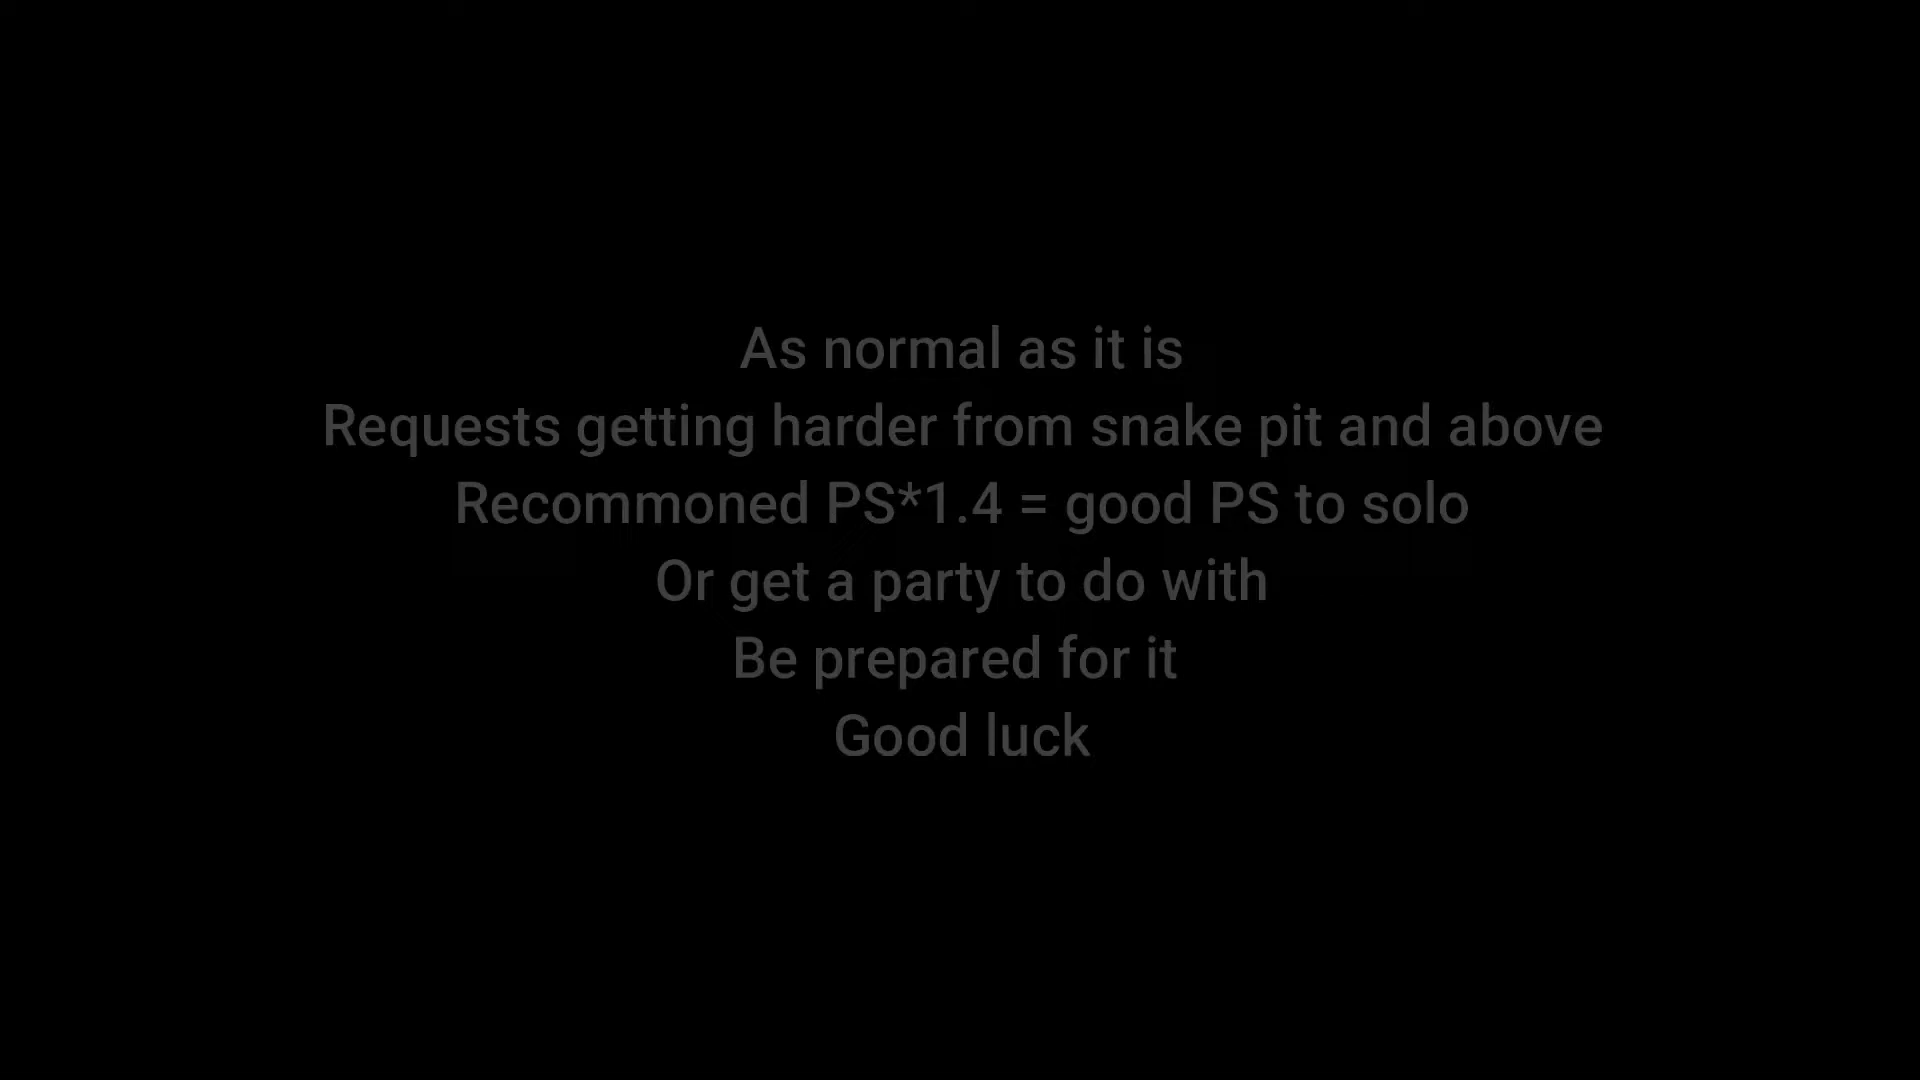 As normal as it is
Requests getting harder from snake pit and above
Recommoned PS*1.4 = good PS to solo
Or get a party to do with
Be prepared for it
Good luck